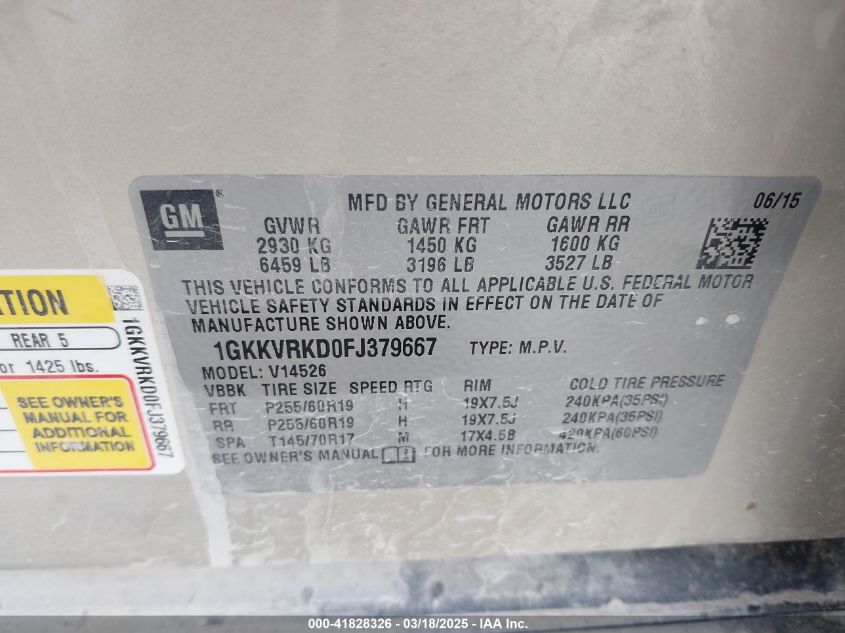 GM ®
MFD BY GENERAL MOTORS LLC 06/15
GVWR GAWR FRT GAWR RR
2930 KG 1450 KG 1600 KG
6459 LB 3196 LB 3527 LB
THIS VEHICLE CONFORMS TO ALL APPLICABLE U.S. FEDERAL MOTOR
VEHICLE SAFETY STANDARDS IN EFFECT ON THE DATE OF
MANUFACTURE SHOWN ABOVE.
1GKKVRKD0FJ379667 TYPE: M.P.V.
MODEL: V14526
VBBK TIRE SIZE SPEED RTG RIM COLD TIRE PRESSURE
FRT P255/60R19 H 19X7.5J 240KPA(35PSI)
RR P255/60R19 H 19X7.5J 240KPA(35PSI)
SPA T145/70R17 M 17X4.5B 420KPA(60PSI)
SEE OWNER'S MANUAL FOR MORE INFORMATION.
ATION
REAR 5
or 1425 lbs.
SEE OWNER'S
MANUAL FOR
ADDITIONAL
INFORMATION
1GKKVRKD0FJ379667
000-41828326 / 03/18/2025 - IAA Inc.